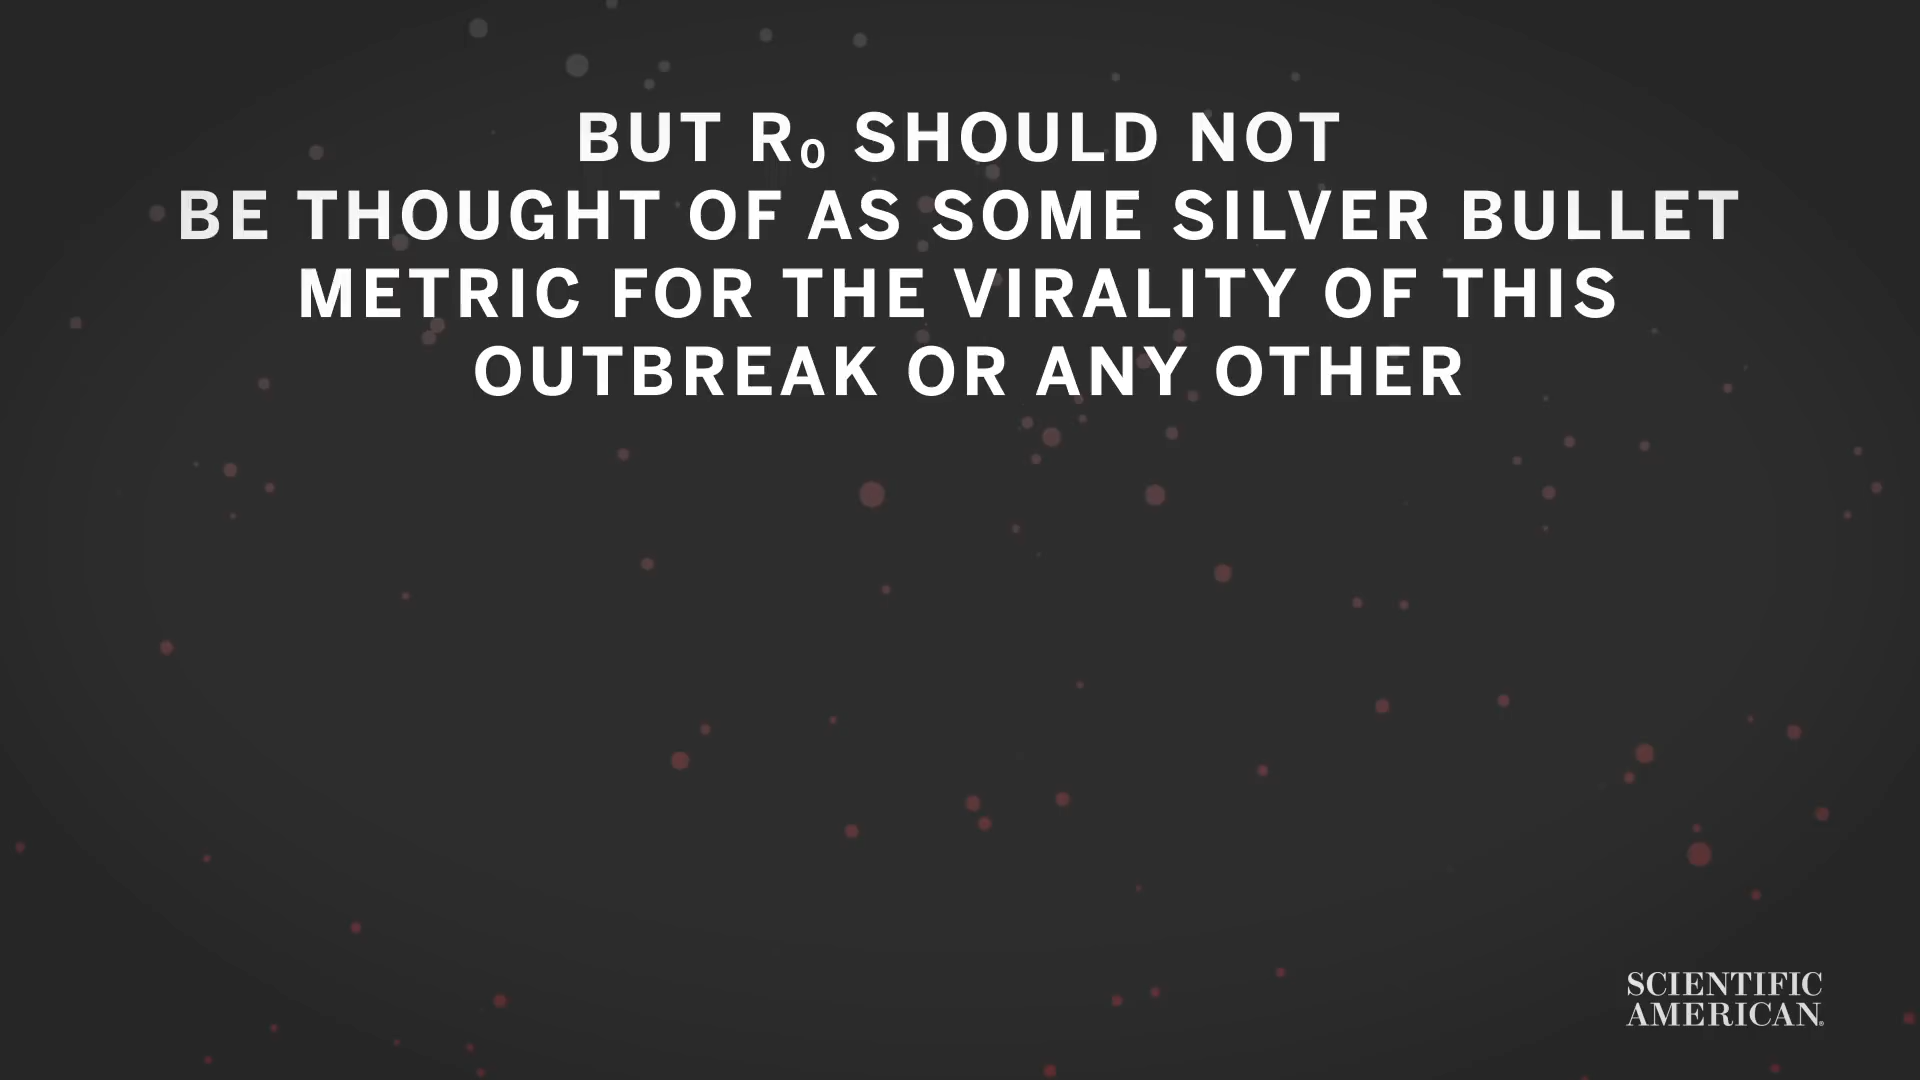 BUT R₀ SHOULD NOT
BE THOUGHT OF AS SOME SILVER BULLET
METRIC FOR THE VIRALITY OF THIS
OUTBREAK OR ANY OTHER
SCIENTIFIC
AMERICAN®